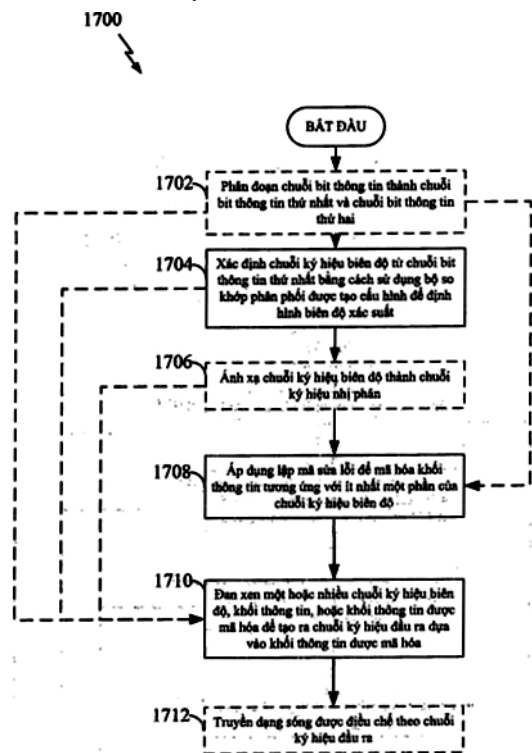 1700
BẮT ĐẦU
1702
Phân đoạn chuỗi bit thông tin thành chuỗi
bit thông tin thứ nhất và chuỗi bit thông tin
thứ hai
1704
Xác định chuỗi ký hiệu biên độ từ chuỗi bit
thông tin thứ nhất bằng cách sử dụng bộ so
khớp phân phối được tạo cấu hình để định
hình biên độ xác suất
1706
Ánh xạ chuỗi ký hiệu biên độ thành chuỗi
ký hiệu nhị phân
1708
Áp dụng lập mã sửa lỗi để mã hóa khối
thông tin tương ứng với ít nhất một phần của
chuỗi ký hiệu biên độ
1710
Đan xen một hoặc nhiều chuỗi ký hiệu biên
độ, khối thông tin, hoặc khối thông tin được
mã hóa để tạo ra chuỗi ký hiệu đầu ra dựa
vào khối thông tin được mã hóa
1712
Truyền dạng sóng được điều chế theo chuỗi
ký hiệu đầu ra